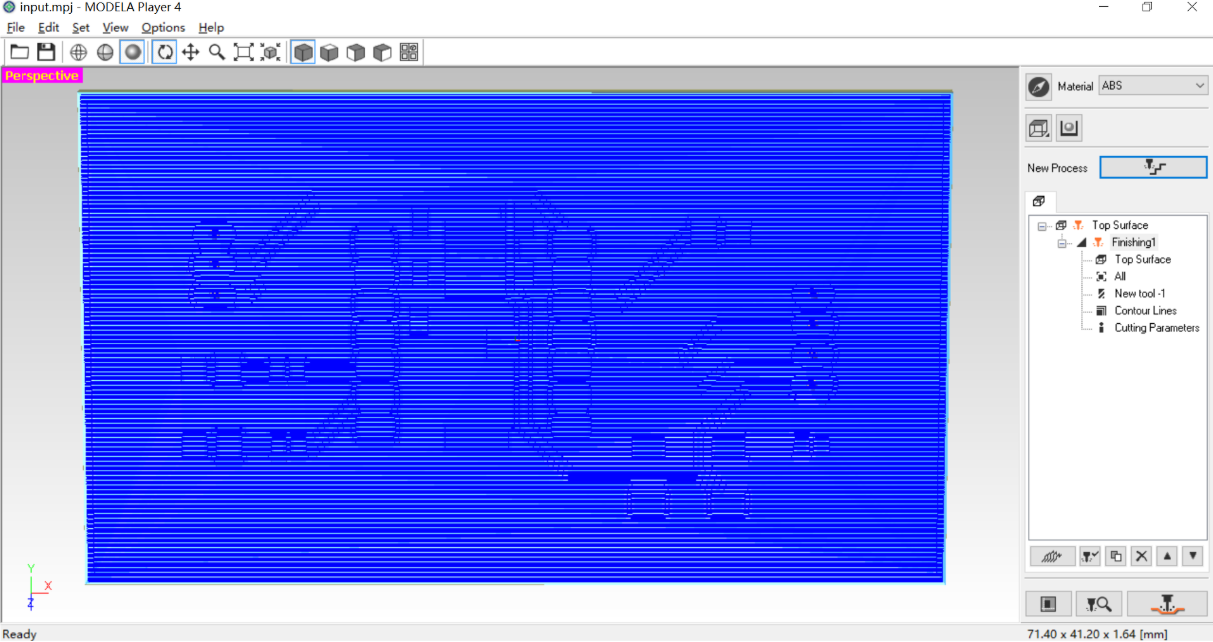 input.mpj - MODELA Player 4
File Edit Set View Options Help
Perspective
Material ABS
New Process
Top Surface
Finishing1
Top Surface
All
New tool -1
Contour Lines
Cutting Parameters
Y
X
Z
Ready
71.40 x 41.20 x 1.64 [mm]